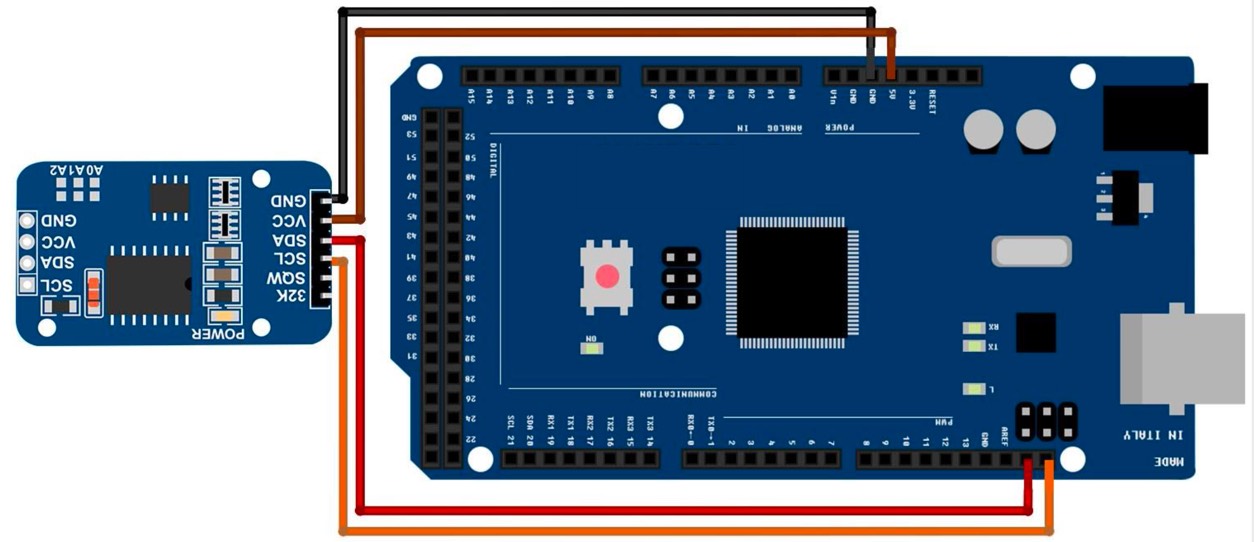 A15
A14
A13
A12
A11
A10
A9
A8
A7
A6
A5
A4
A3
A2
A1
A0
Vin
GND
GND
5V
3.3V
RESET
ANALOG IN
POWER
GND
53
52
51
50
49
48
47
46
45
44
43
42
41
40
39
38
37
36
35
34
33
32
31
30
28
26
24
22
DIGITAL
A0A1A2
GND
VCC
SDA
SCL
GND
VCC
SDA
SCL
SQW
32K
POWER
1
2
3
4
ON
RX
TX
L
COMMUNICATION
PWM
SCL 21
SDA 20
RX1 19
TX1 18
RX2 17
TX2 16
RX3 15
TX3 14
RX0← 0
TX0→ 1
2
3
4
5
6
7
8
9
10
11
12
13
GND
AREF
MADE
IN ITALY